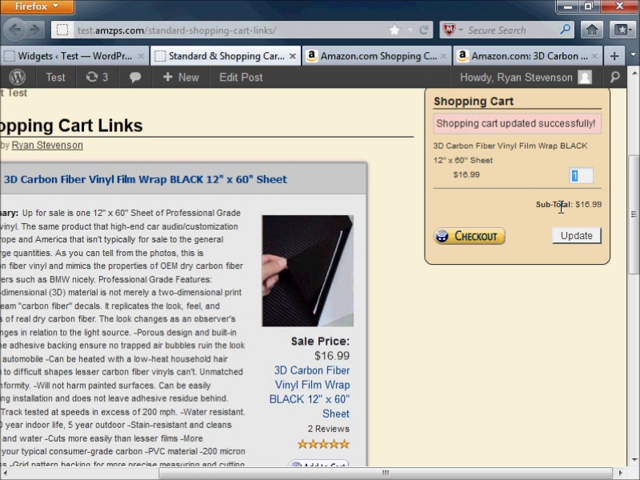 Firefox
test.amzps.com/standard-shopping-cart-links/
Secure Search
Widgets ‹ Test — WordPr...
Standard & Shopping Car...
Amazon.com Shopping C...
Amazon.com: 3D Carbon ...
Test
3
New
Edit Post
Howdy, Ryan Stevenson
t Test
opping Cart Links
by Ryan Stevenson
3D Carbon Fiber Vinyl Film Wrap BLACK 12" x 60" Sheet
mary: Up for sale is one 12" x 60" Sheet of Professional Grade
vinyl. The same product that high-end car audio/customization
rope and America that isn't typically for sale to the general
rge quantities. As you can tell from the photos, this is
n fiber vinyl and mimics the properties of OEM dry carbon fiber
ers such as BMW nicely. Professional Grade Features:
-dimensional (3D) material is not merely a two-dimensional print
ream "carbon fiber" decals. It replicates the look, feel, and
s of real dry carbon fiber. The look changes as an observer's
nges in relation to the light source. -Porous design and built-in
e adhesive backing ensure no trapped air bubbles ruin the look
automobile -Can be heated with a low-heat household hair
to difficult shapes lesser carbon fiber vinyls can't. Unmatched
nformity. -Will not harm painted surfaces. Can be easily
ng installation and does not leave adhesive residue behind.
Track tested at speeds in excess of 200 mph. -Water resistant.
year indoor life, 5 year outdoor -Stain-resistant and cleans
and water -Cuts more easily than lesser films -More
your typical consumer-grade carbon -PVC material -200 micron
ss -Grid pattern backing for more precise measuring and cutting
Sale Price:
$16.99
3D Carbon Fiber
Vinyl Film Wrap
BLACK 12" x 60"
Sheet
2 Reviews
Add to Cart
Shopping Cart
Shopping cart updated successfully!
3D Carbon Fiber Vinyl Film Wrap BLACK
12" x 60" Sheet
$16.99
1
Sub-Total: $16.99
CHECKOUT
Update